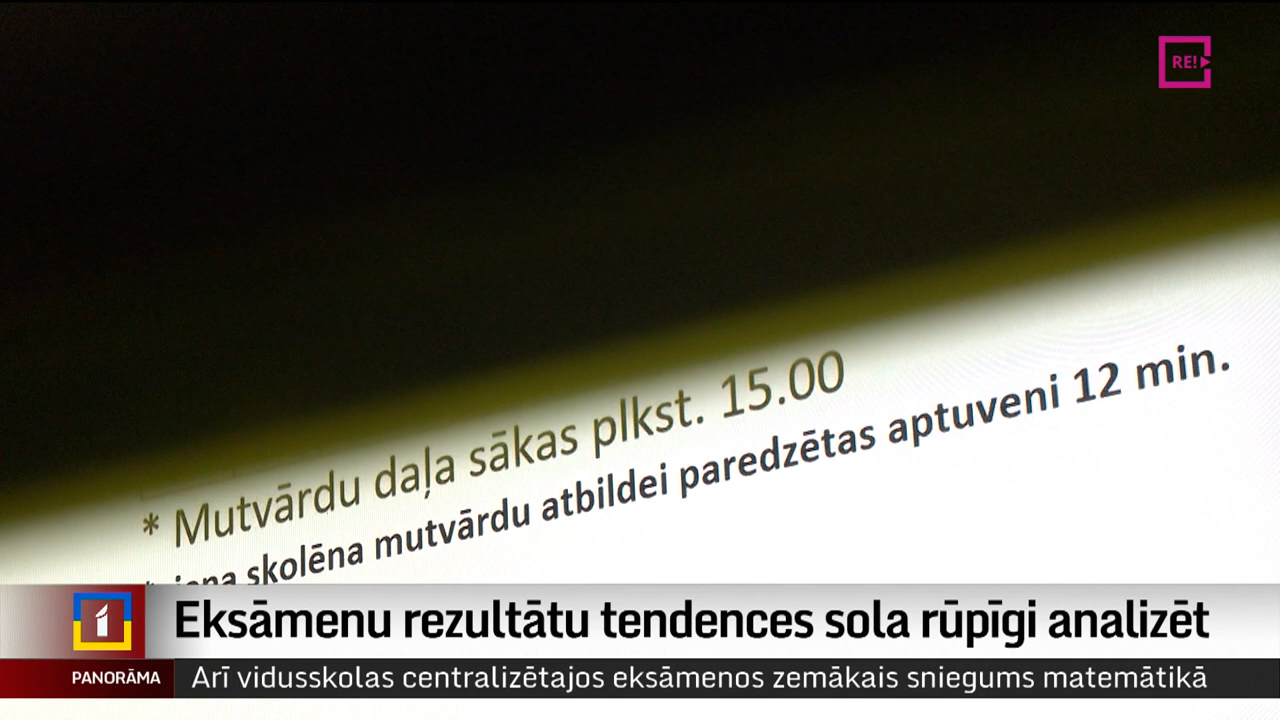 RE!
* Mutvārdu daļa sākas plkst. 15.00
skolēna mutvārdu atbildei paredzētas aptuveni 12 min.
1 Eksāmenu rezultātu tendences sola rūpīgi analizēt
PANORĀMA Arī vidusskolas centralizētajos eksāmenos zemākais sniegums matemātikā